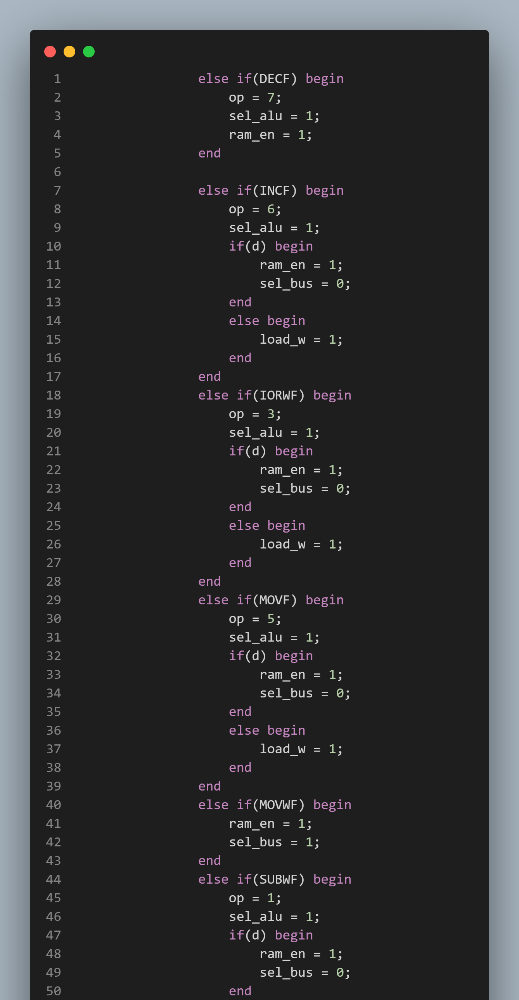 1 else if(DECF) begin
2 op = 7;
3 sel_alu = 1;
4 ram_en = 1;
5 end
6
7 else if(INCF) begin
8 op = 6;
9 sel_alu = 1;
10 if(d) begin
11 ram_en = 1;
12 sel_bus = 0;
13 end
14 else begin
15 load_w = 1;
16 end
17 end
18 else if(IORWF) begin
19 op = 3;
20 sel_alu = 1;
21 if(d) begin
22 ram_en = 1;
23 sel_bus = 0;
24 end
25 else begin
26 load_w = 1;
27 end
28 end
29 else if(MOVF) begin
30 op = 5;
31 sel_alu = 1;
32 if(d) begin
33 ram_en = 1;
34 sel_bus = 0;
35 end
36 else begin
37 load_w = 1;
38 end
39 end
40 else if(MOVWF) begin
41 ram_en = 1;
42 sel_bus = 1;
43 end
44 else if(SUBWF) begin
45 op = 1;
46 sel_alu = 1;
47 if(d) begin
48 ram_en = 1;
49 sel_bus = 0;
50 end